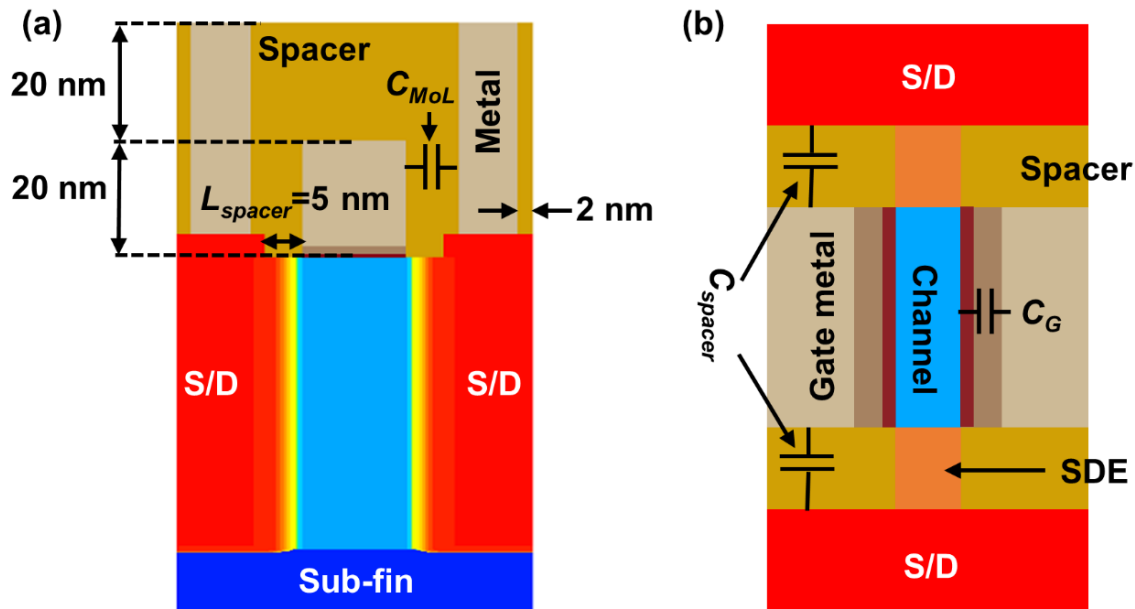 (a)
20 nm
Spacer
C_MoL
Metal
20 nm
L_spacer=5 nm
2 nm
S/D
S/D
Sub-fin
(b)
S/D
Spacer
C_spacer
Gate metal
Channel
C_G
SDE
S/D